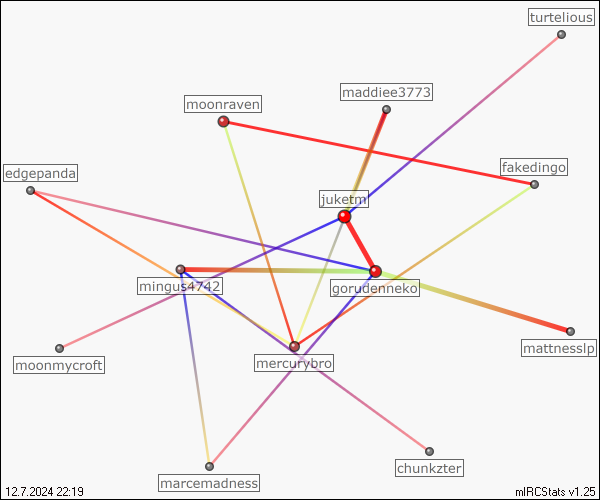 turtelious
maddiee3773
moonraven
fakedingo
edgepanda
juketm
mingus4742
gorudenneko
mattnesslp
moonmycroft
mercurybro
chunkzter
marcemadness
12.7.2024 22:19
mIRCStats v1.25